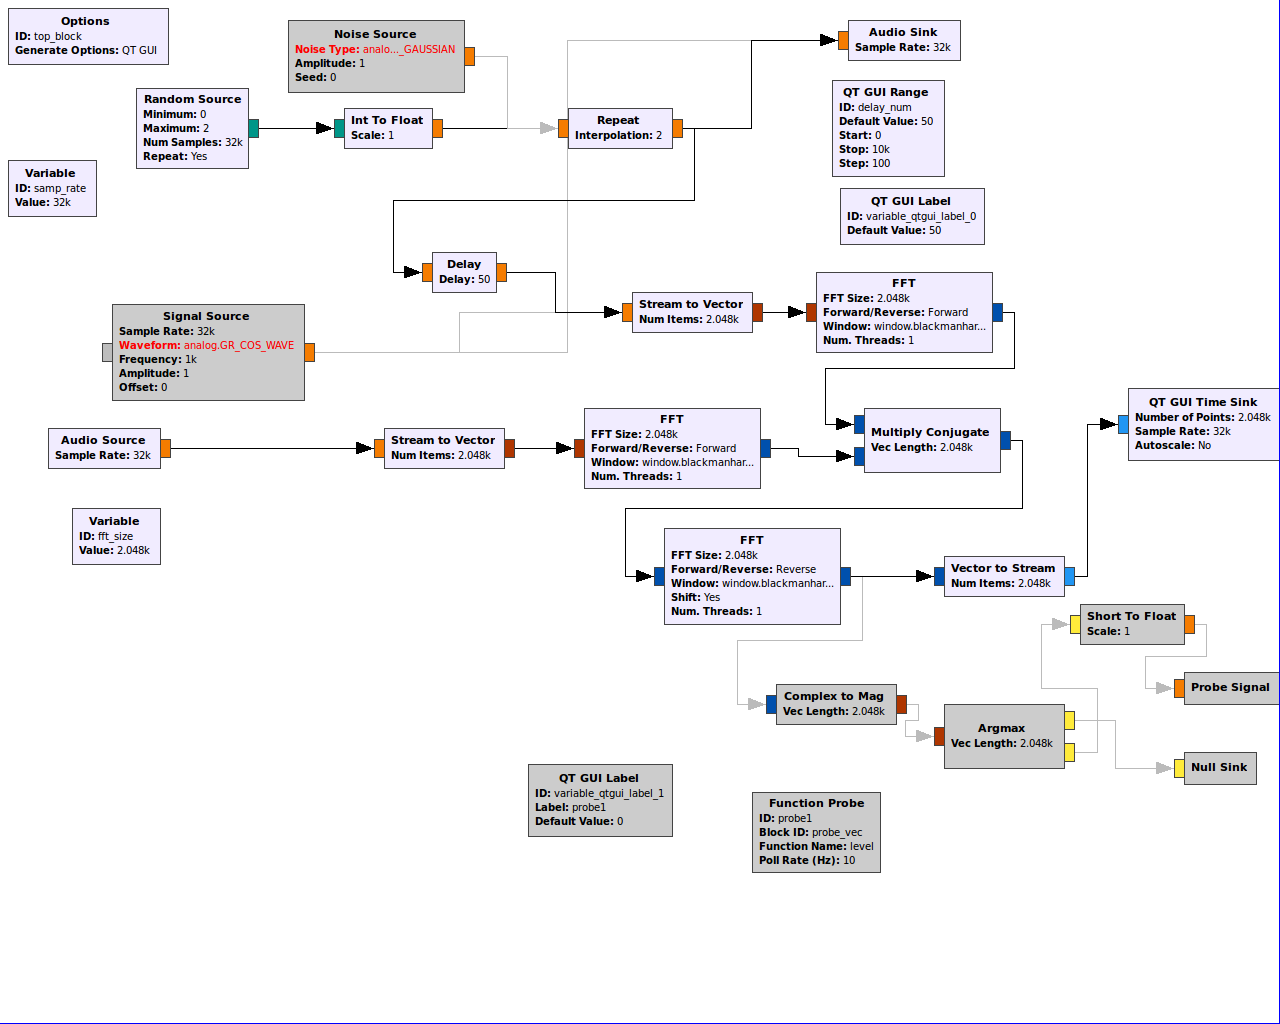 Options
ID: top_block
Generate Options: QT GUI
Noise Source
Noise Type: analo..._GAUSSIAN
Amplitude: 1
Seed: 0
Audio Sink
Sample Rate: 32k
Random Source
Minimum: 0
Maximum: 2
Num Samples: 32k
Repeat: Yes
Int To Float
Scale: 1
Repeat
Interpolation: 2
QT GUI Range
ID: delay_num
Default Value: 50
Start: 0
Stop: 10k
Step: 100
Variable
ID: samp_rate
Value: 32k
QT GUI Label
ID: variable_qtgui_label_0
Default Value: 50
Delay
Delay: 50
Stream to Vector
Num Items: 2.048k
FFT
FFT Size: 2.048k
Forward/Reverse: Forward
Window: window.blackmanhar...
Num. Threads: 1
Signal Source
Sample Rate: 32k
Waveform: analog.GR_COS_WAVE
Frequency: 1k
Amplitude: 1
Offset: 0
QT GUI Time Sink
Number of Points: 2.048k
Sample Rate: 32k
Autoscale: No
Audio Source
Sample Rate: 32k
Stream to Vector
Num Items: 2.048k
FFT
FFT Size: 2.048k
Forward/Reverse: Forward
Window: window.blackmanhar...
Num. Threads: 1
Multiply Conjugate
Vec Length: 2.048k
Variable
ID: fft_size
Value: 2.048k
FFT
FFT Size: 2.048k
Forward/Reverse: Reverse
Window: window.blackmanhar...
Shift: Yes
Num. Threads: 1
Vector to Stream
Num Items: 2.048k
Short To Float
Scale: 1
Probe Signal
Complex to Mag
Vec Length: 2.048k
Argmax
Vec Length: 2.048k
Null Sink
QT GUI Label
ID: variable_qtgui_label_1
Label: probe1
Default Value: 0
Function Probe
ID: probe1
Block ID: probe_vec
Function Name: level
Poll Rate (Hz): 10